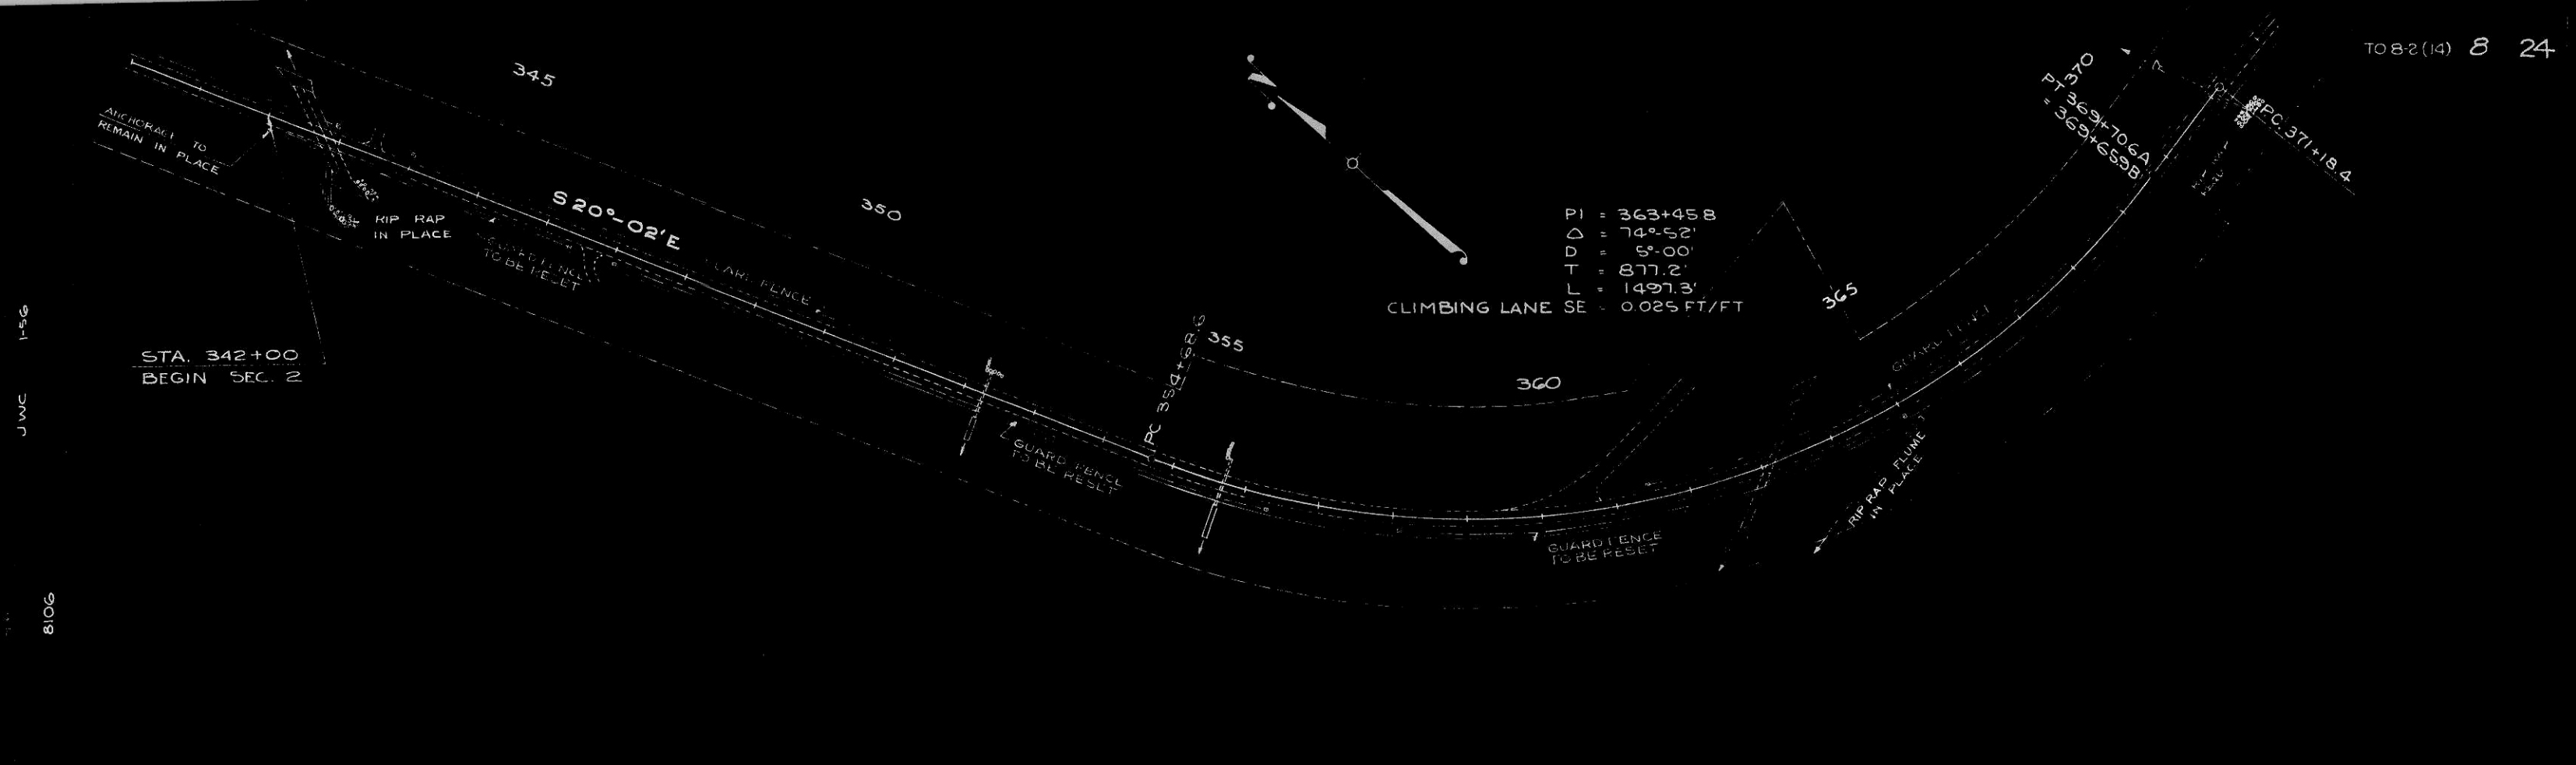 TO 8-2(14) 8 24
345
370
PT 369+70.6A
= 369+65.9B
PC 371+18.4
ANCHORAGE TO
REMAIN IN PLACE
RIP RAP
IN PLACE
S 20°-02'E
350
GUARD FENCE
TO BE RESET
FENCE
PI = 363+45.8
Δ = 74°-52'
D = 5°-00'
T = 877.2'
L = 1497.3'
CLIMBING LANE SE = 0.025 FT/FT
365
GUARD FENCE
STA. 342+00
BEGIN SEC. 2
PC 354+68.6
355
360
GUARD FENCE
TO BE RESET
RIP RAP FLUME
IN PLACE
GUARD FENCE
TO BE RESET
JWC 1-56
8106